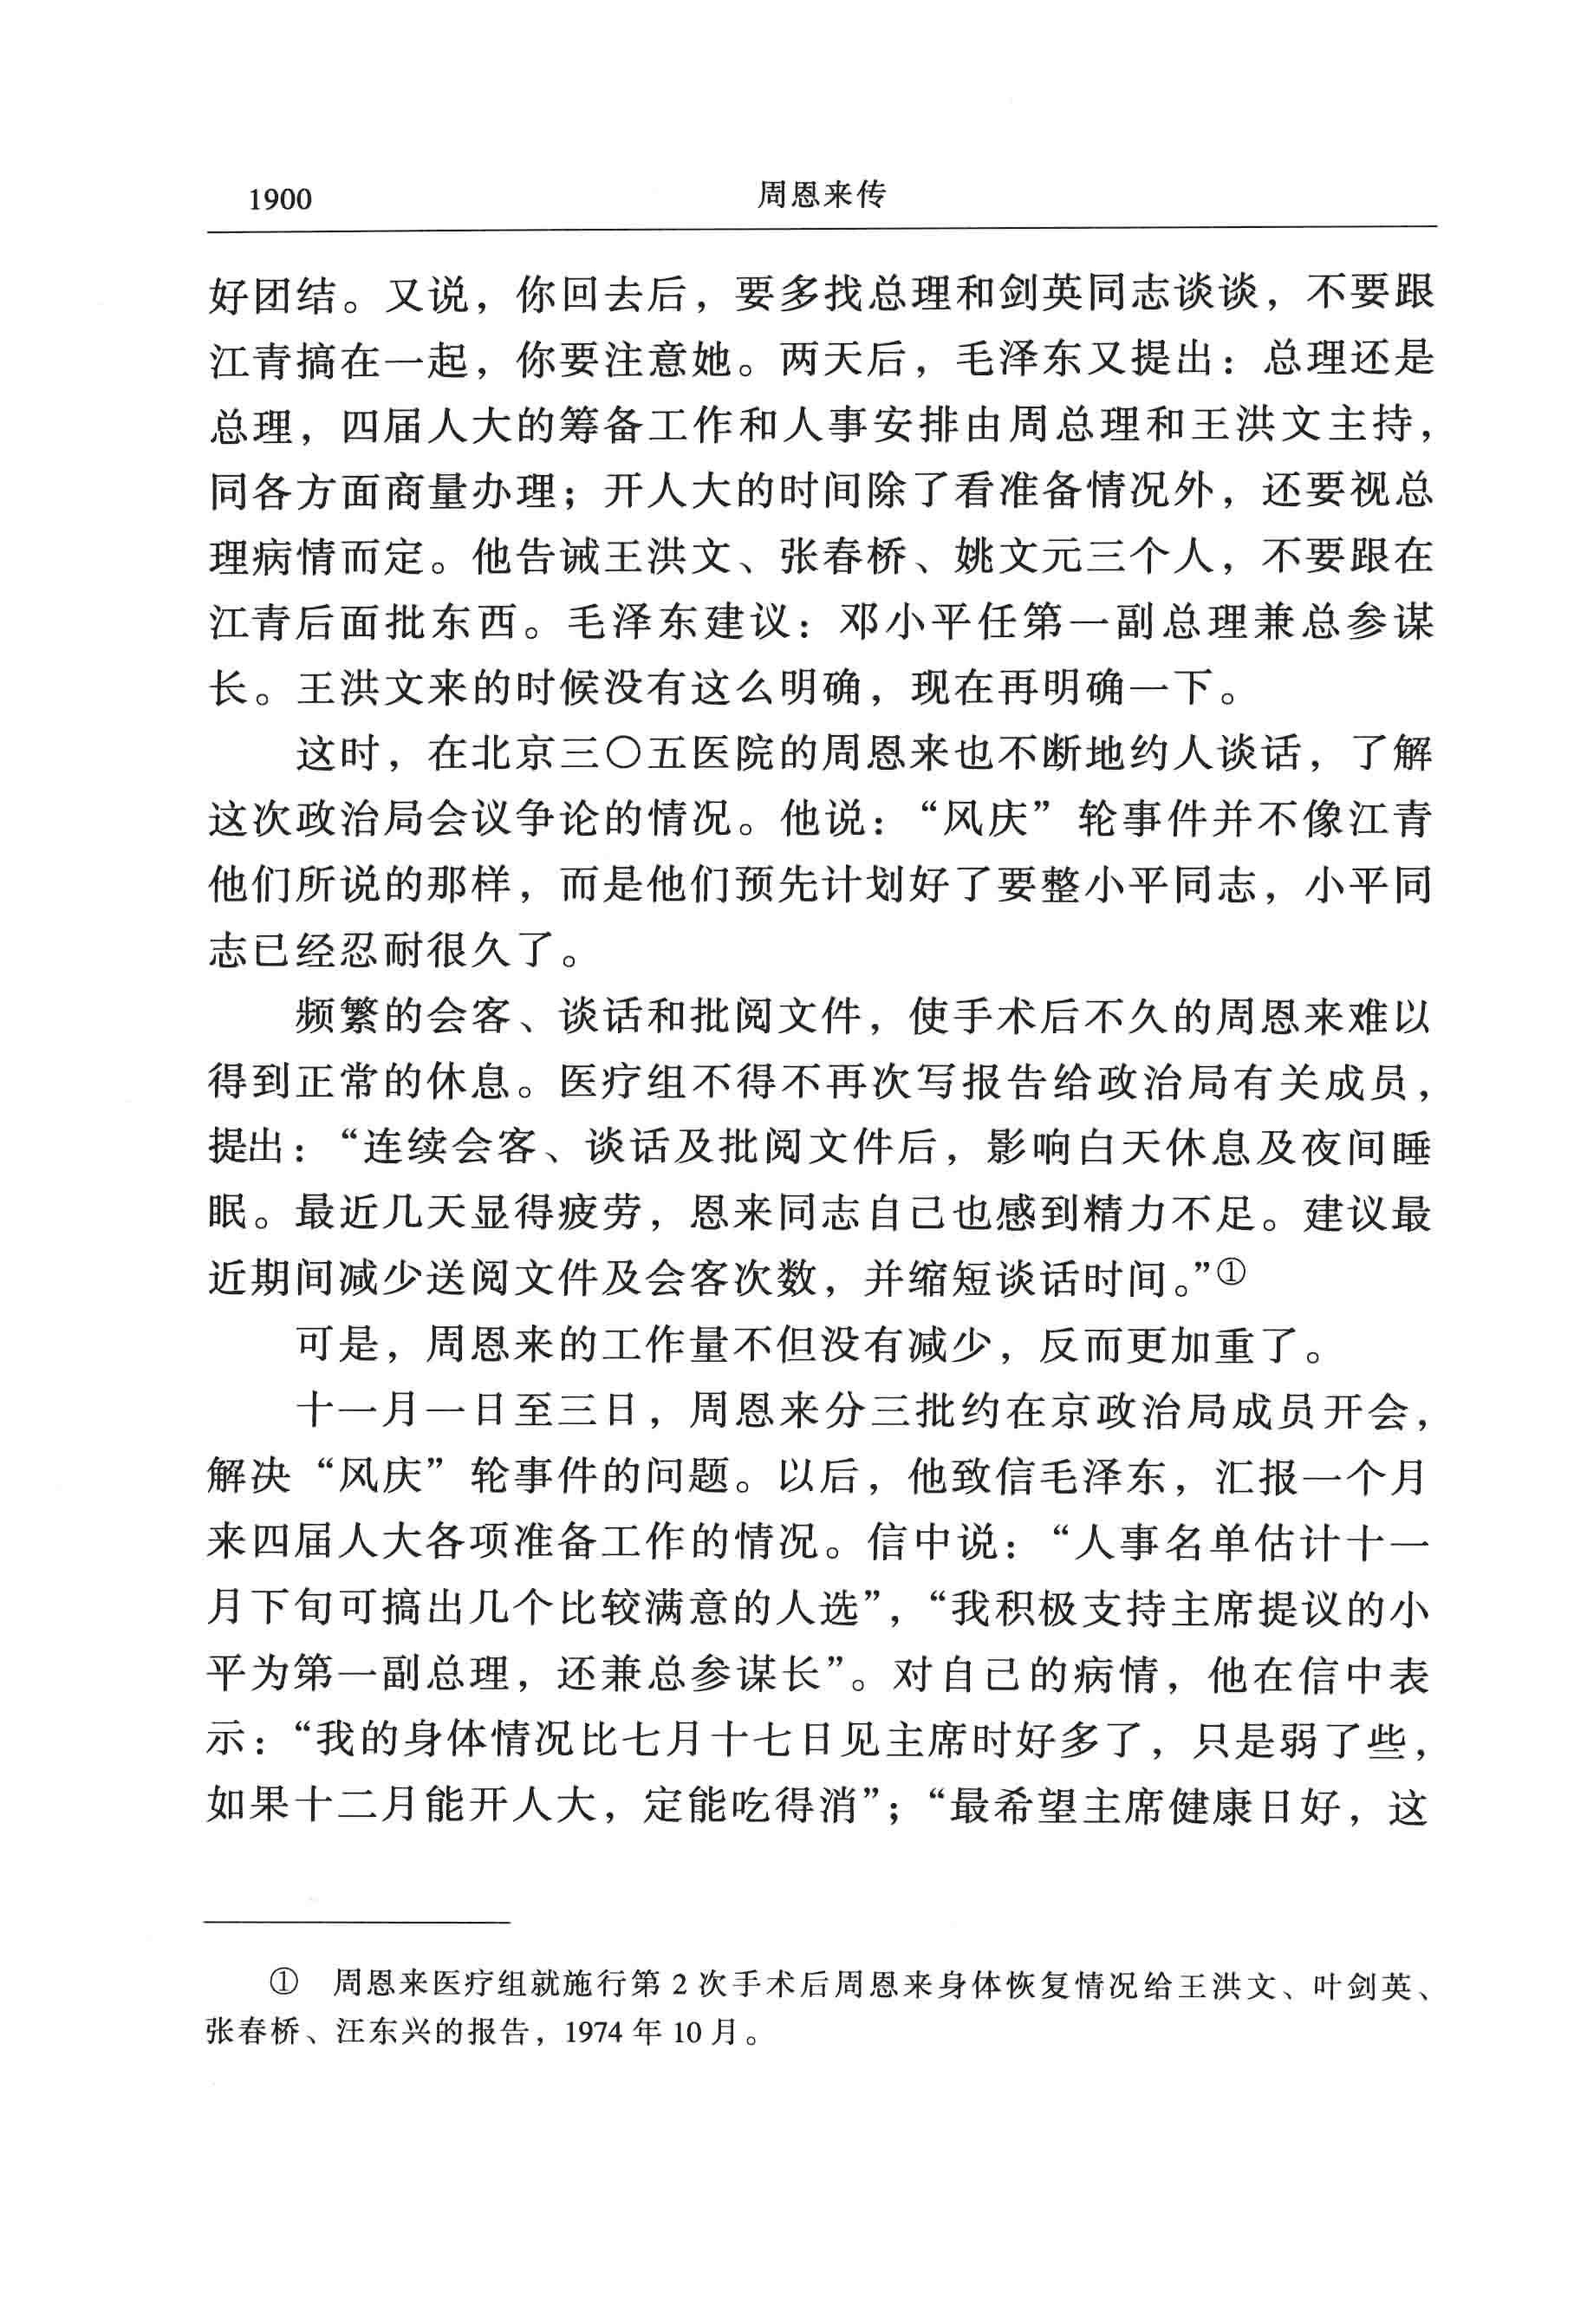 1900
周恩来传
好团结。又说，你回去后，要多找总理和剑英同志谈谈，不要跟
江青搞在一起，你要注意她。两天后，毛泽东又提出：总理还是
总理，四届人大的筹备工作和人事安排由周总理和王洪文主持，
同各方面商量办理；开人大的时间除了看准备情况外，还要视总
理病情而定。他告诫王洪文、张春桥、姚文元三个人，不要跟在
江青后面批东西。毛泽东建议：邓小平任第一副总理兼总参谋
长。王洪文来的时候没有这么明确，现在再明确一下。
这时，在北京三〇五医院的周恩来也不断地约人谈话，了解
这次政治局会议争论的情况。他说：“风庆”轮事件并不像江青
他们所说的那样，而是他们预先计划好了要整小平同志，小平同
志已经忍耐很久了。
频繁的会客、谈话和批阅文件，使手术后不久的周恩来难以
得到正常的休息。医疗组不得不再次写报告给政治局有关成员，
提出：“连续会客、谈话及批阅文件后，影响白天休息及夜间睡
眠。最近几天显得疲劳，恩来同志自己也感到精力不足。建议最
近期间减少送阅文件及会客次数，并缩短谈话时间。”①
可是，周恩来的工作量不但没有减少，反而更加重了。
十一月一日至三日，周恩来分三批约在京政治局成员开会，
解决“风庆”轮事件的问题。以后，他致信毛泽东，汇报一个月
来四届人大各项准备工作的情况。信中说：“人事名单估计十一
月下旬可搞出几个比较满意的人选”，“我积极支持主席提议的小
平为第一副总理，还兼总参谋长”。对自己的病情，他在信中表
示：“我的身体情况比七月十七日见主席时好多了，只是弱了些，
如果十二月能开人大，定能吃得消”；“最希望主席健康日好，这
① 周恩来医疗组就施行第 2 次手术后周恩来身体恢复情况给王洪文、叶剑英、
张春桥、汪东兴的报告，1974 年 10 月。